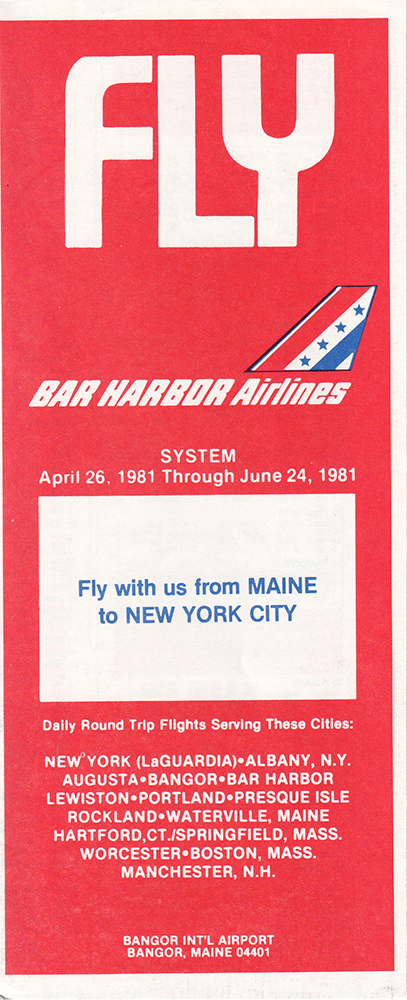 FLY
BAR HARBOR Airlines
SYSTEM
April 26, 1981 Through June 24, 1981
Fly with us from MAINE
to NEW YORK CITY
Daily Round Trip Flights Serving These Cities:
NEW YORK (LaGUARDIA)•ALBANY, N.Y.
AUGUSTA•BANGOR•BAR HARBOR
LEWISTON•PORTLAND•PRESQUE ISLE
ROCKLAND•WATERVILLE, MAINE
HARTFORD,CT./SPRINGFIELD, MASS.
WORCESTER•BOSTON, MASS.
MANCHESTER, N.H.
BANGOR INT'L AIRPORT
BANGOR, MAINE 04401